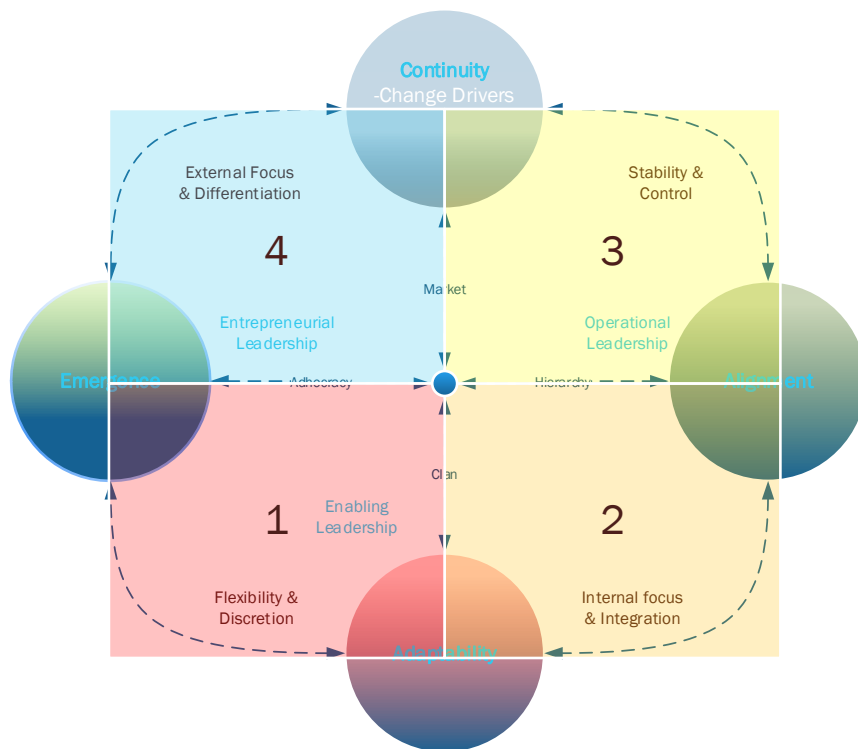 Continuity
-Change Drivers
External Focus
& Differentiation
Stability &
Control
4
3
Market
Entrepreneurial
Leadership
Operational
Leadership
Emergence
Adhocracy
Hierarchy
Alignment
Clan
1
Enabling
Leadership
2
Flexibility &
Discretion
Internal focus
& Integration
Adaptability